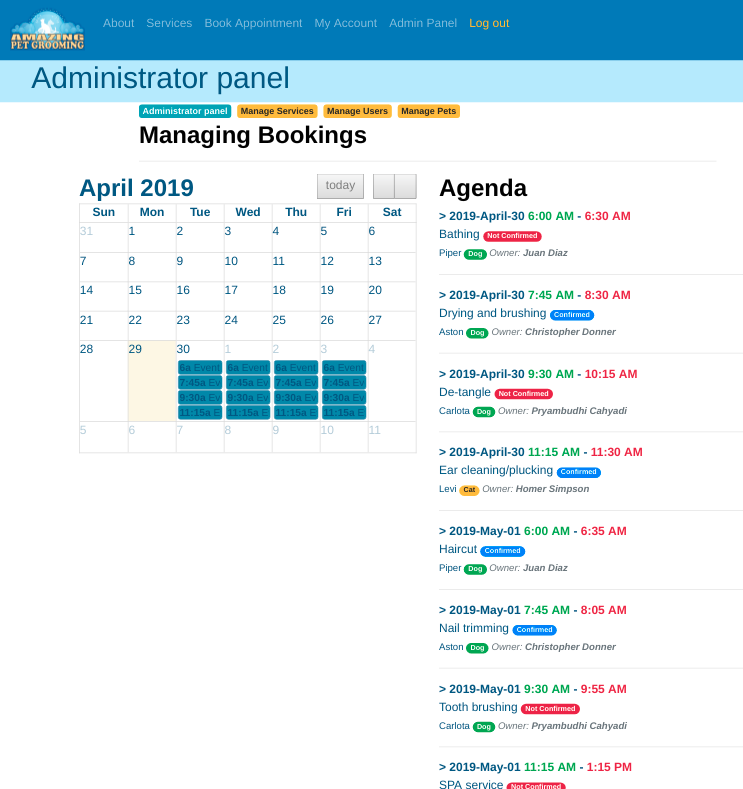 AMAZING
PET GROOMING
About Services Book Appointment My Account Admin Panel Log out
Administrator panel
Administrator panel Manage Services Manage Users Manage Pets
Managing Bookings
April 2019
today
Sun Mon Tue Wed Thu Fri Sat
31 1 2 3 4 5 6
7 8 9 10 11 12 13
14 15 16 17 18 19 20
21 22 23 24 25 26 27
28 29 30 1 2 3 4
6a Event 6a Event 6a Event 6a Event
7:45a Ev 7:45a Ev 7:45a Ev 7:45a Ev
9:30a Ev 9:30a Ev 9:30a Ev 9:30a Ev
11:15a E 11:15a E 11:15a E 11:15a E
5 6 7 8 9 10 11
Agenda
> 2019-April-30 6:00 AM - 6:30 AM
Bathing Not Confirmed
Piper Dog Owner: Juan Diaz
> 2019-April-30 7:45 AM - 8:30 AM
Drying and brushing Confirmed
Aston Dog Owner: Christopher Donner
> 2019-April-30 9:30 AM - 10:15 AM
De-tangle Not Confirmed
Carlota Dog Owner: Pryambudhi Cahyadi
> 2019-April-30 11:15 AM - 11:30 AM
Ear cleaning/plucking Confirmed
Levi Cat Owner: Homer Simpson
> 2019-May-01 6:00 AM - 6:35 AM
Haircut Confirmed
Piper Dog Owner: Juan Diaz
> 2019-May-01 7:45 AM - 8:05 AM
Nail trimming Confirmed
Aston Dog Owner: Christopher Donner
> 2019-May-01 9:30 AM - 9:55 AM
Tooth brushing Not Confirmed
Carlota Dog Owner: Pryambudhi Cahyadi
> 2019-May-01 11:15 AM - 1:15 PM
SPA service Not Confirmed